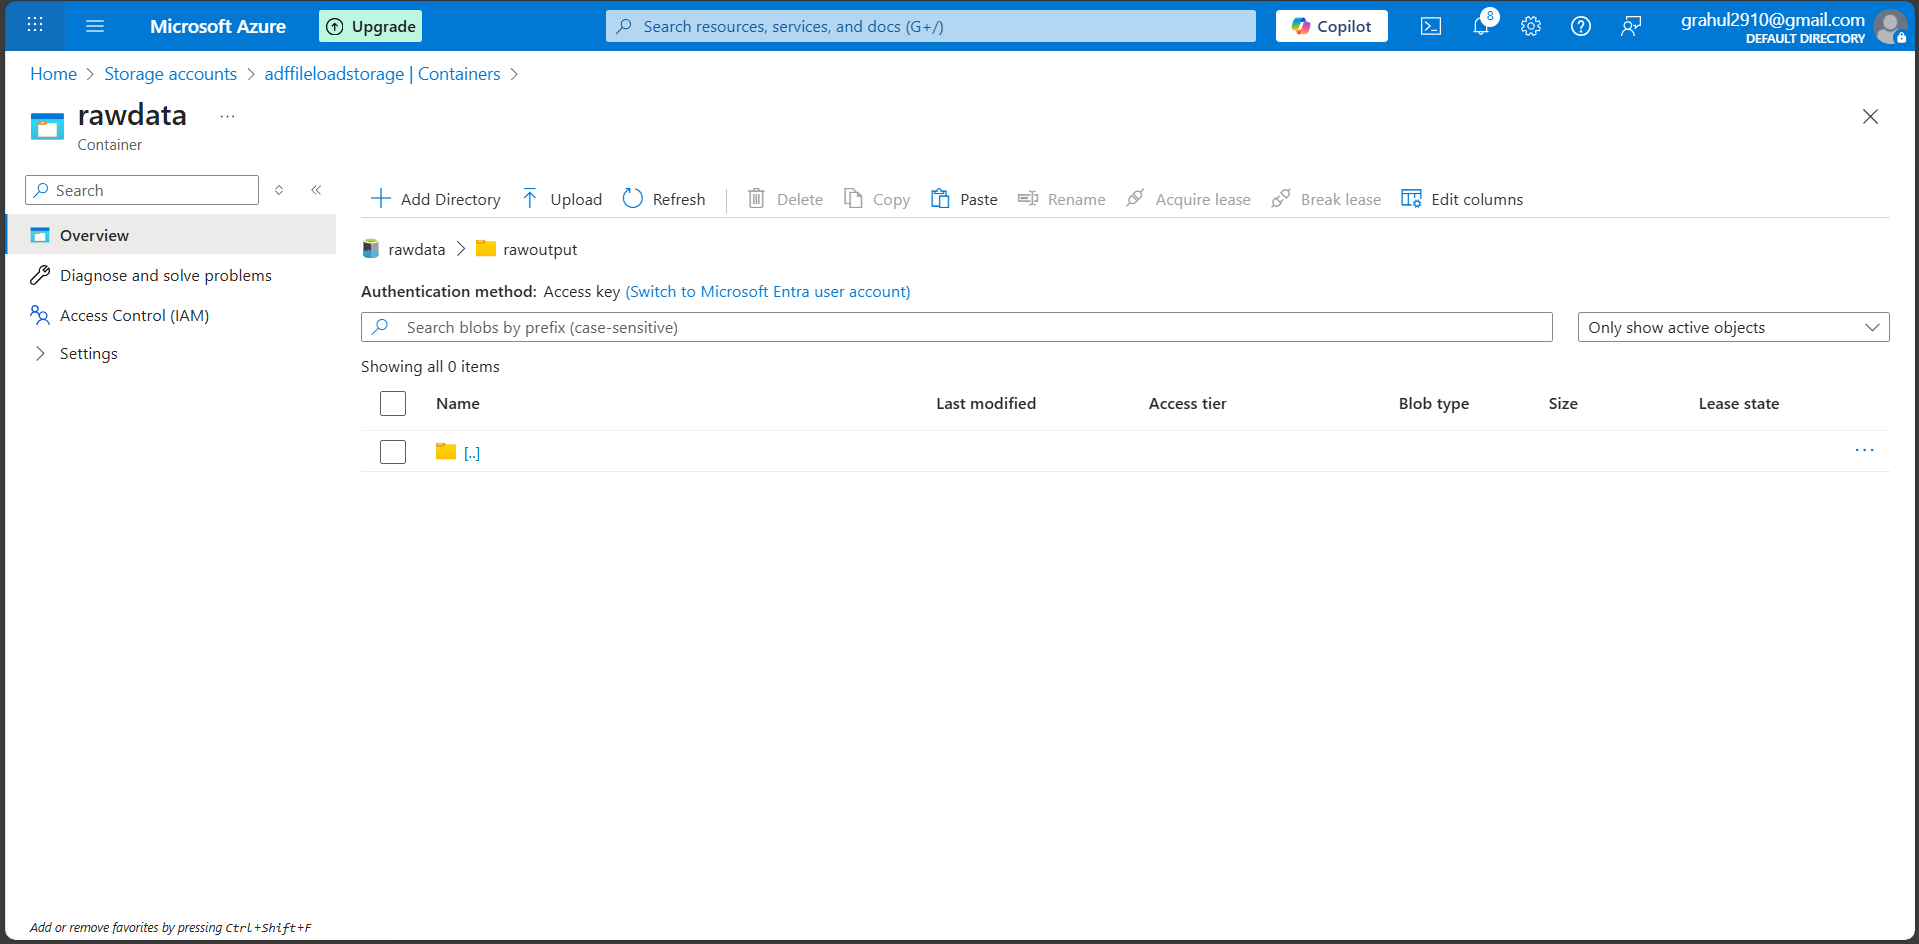 Microsoft Azure
Upgrade
Search resources, services, and docs (G+/)
Copilot
8
grahul2910@gmail.com
DEFAULT DIRECTORY
Home > Storage accounts > adffileloadstorage | Containers >
rawdata ...
Container
Search
Overview
Diagnose and solve problems
Access Control (IAM)
Settings
Add Directory Upload Refresh Delete Copy Paste Rename Acquire lease Break lease Edit columns
rawdata > rawoutput
Authentication method: Access key (Switch to Microsoft Entra user account)
Search blobs by prefix (case-sensitive)
Only show active objects
Showing all 0 items
Name Last modified Access tier Blob type Size Lease state
[..] ...
Add or remove favorites by pressing Ctrl+Shift+F